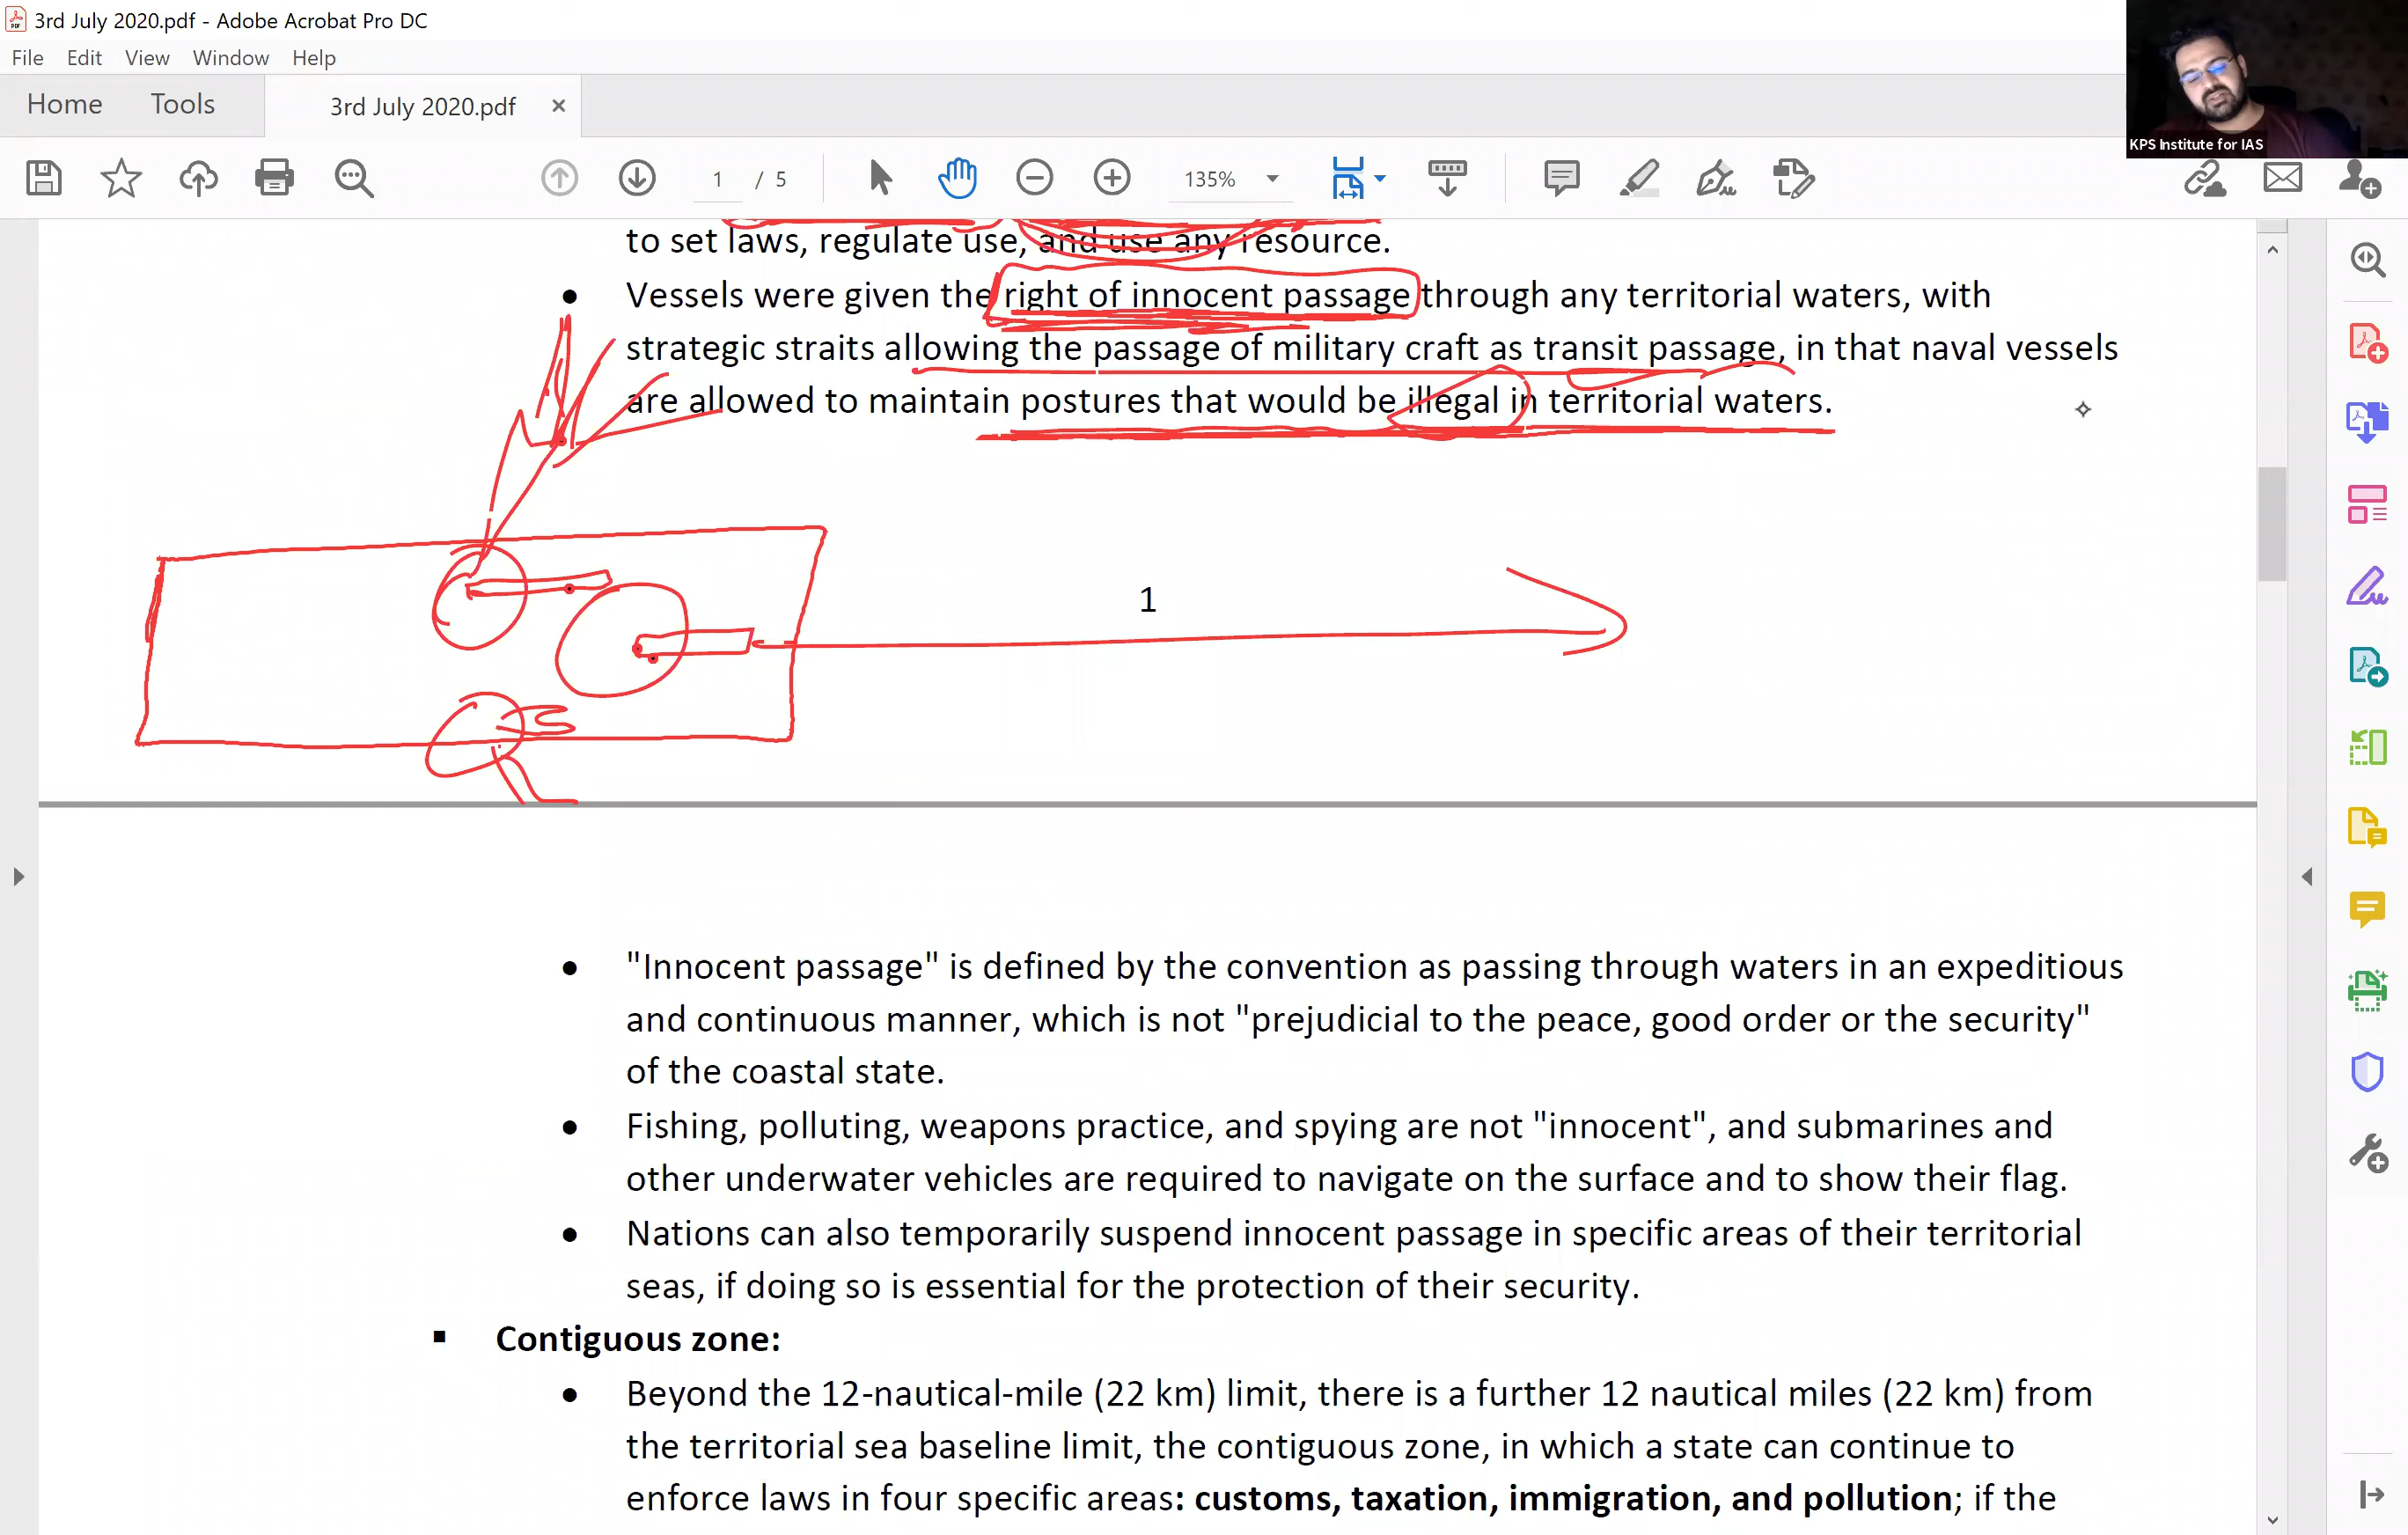 3rd July 2020.pdf - Adobe Acrobat Pro DC
File Edit View Window Help
Home Tools 3rd July 2020.pdf ×
1 / 5 135%
KPS Institute for IAS
to set laws, regulate use, and use any resource.
● Vessels were given the right of innocent passage through any territorial waters, with
strategic straits allowing the passage of military craft as transit passage, in that naval vessels
are allowed to maintain postures that would be illegal in territorial waters.
1
● "Innocent passage" is defined by the convention as passing through waters in an expeditious
and continuous manner, which is not "prejudicial to the peace, good order or the security"
of the coastal state.
● Fishing, polluting, weapons practice, and spying are not "innocent", and submarines and
other underwater vehicles are required to navigate on the surface and to show their flag.
● Nations can also temporarily suspend innocent passage in specific areas of their territorial
seas, if doing so is essential for the protection of their security.
▪ Contiguous zone:
● Beyond the 12-nautical-mile (22 km) limit, there is a further 12 nautical miles (22 km) from
the territorial sea baseline limit, the contiguous zone, in which a state can continue to
enforce laws in four specific areas: customs, taxation, immigration, and pollution; if the